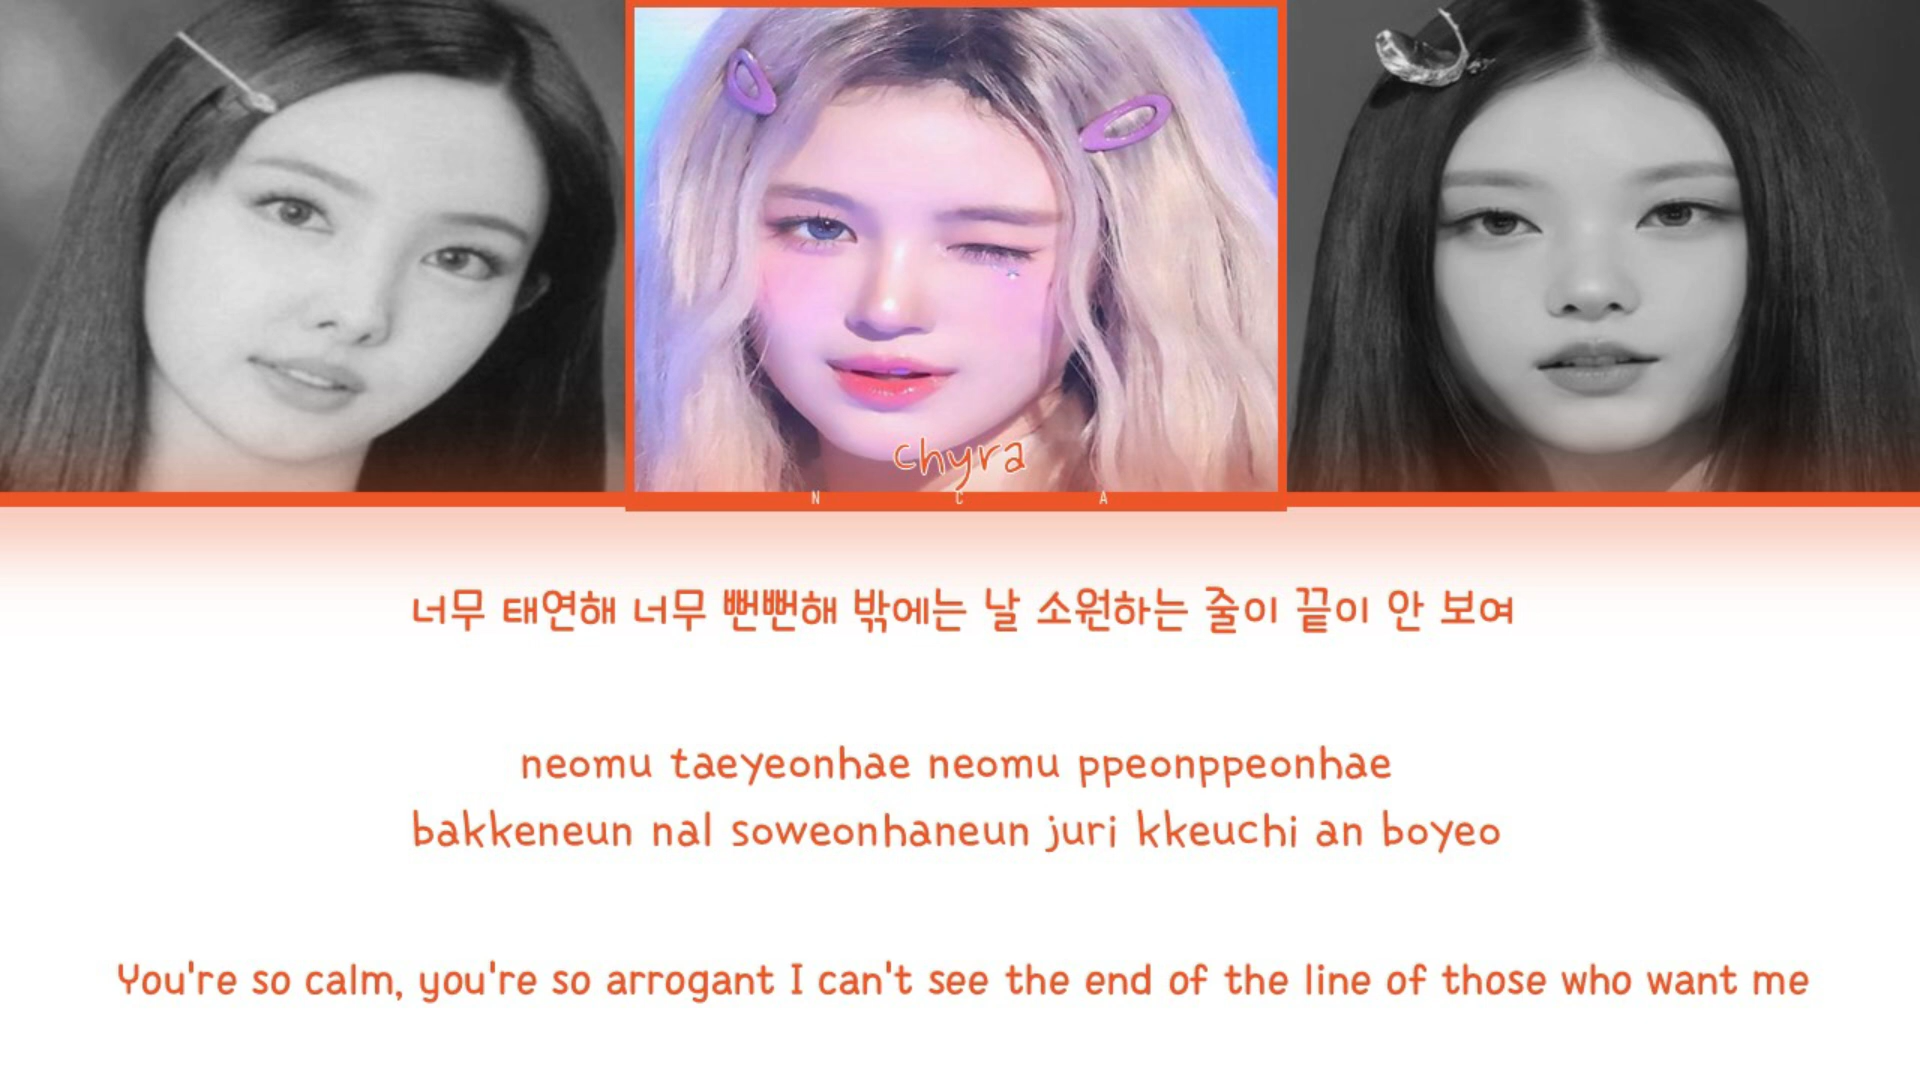 chyra
N C A
너무 태연해 너무 뻔뻔해 밖에는 날 소원하는 줄이 끝이 안 보여
neomu taeyeonhae neomu ppeonppeonhae
bakkeneun nal soweonhaneun juri kkeuchi an boyeo
You're so calm, you're so arrogant I can't see the end of the line of those who want me